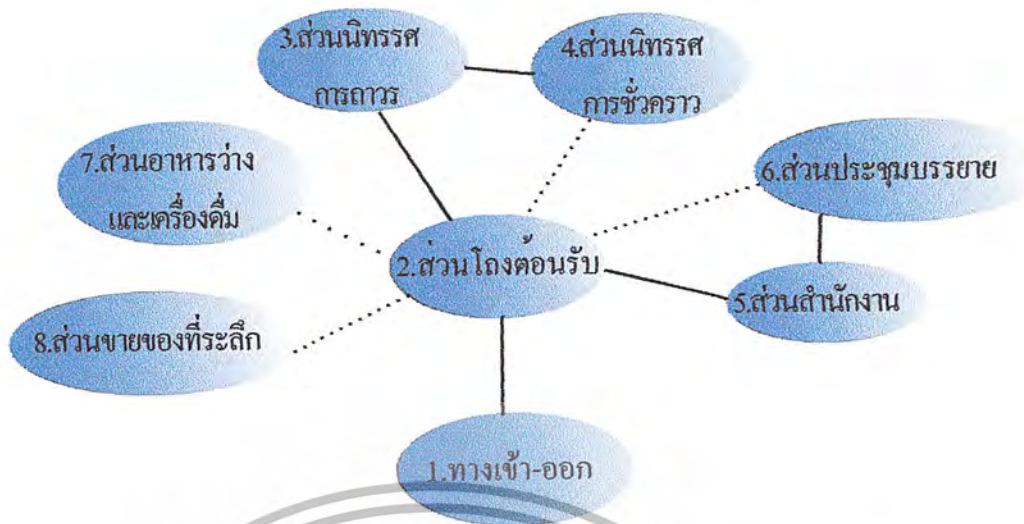 3.ส่วนนิทรรศ
การถาวร
4.ส่วนนิทรรศ
การชั่วคราว
7.ส่วนอาหารว่าง
และเครื่องดื่ม
6.ส่วนประชุมบรรยาย
2.ส่วนโถงต้อนรับ
5.ส่วนสำนักงาน
8.ส่วนขายของที่ระลึก
1.ทางเข้า-ออก